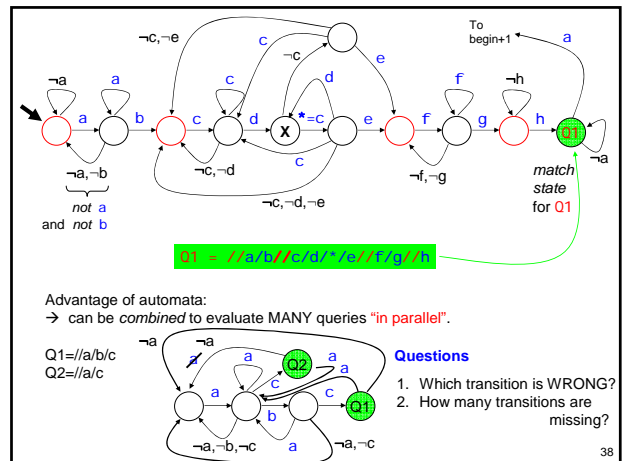 ¬c,¬e
To
begin+1
a
¬a
a
c
c
¬c
d
e
f
¬h
a
b
c
d
X
*=c
e
f
g
h
Q1
¬a
¬a,¬b
¬c,¬d
c
¬f,¬g
¬c,¬d,¬e
not a
and not b
match
state
for Q1
Q1 = //a/b//c/d/*/e//f/g//h
Advantage of automata:
→ can be combined to evaluate MANY queries "in parallel".
Q1=//a/b/c
Q2=//a/c
¬a
¬a
a
a
Q2
a
a
c
a
b
c
Q1
¬a,¬b,¬c
a
¬a,¬c
Questions
1. Which transition is WRONG?
2. How many transitions are
missing?
38